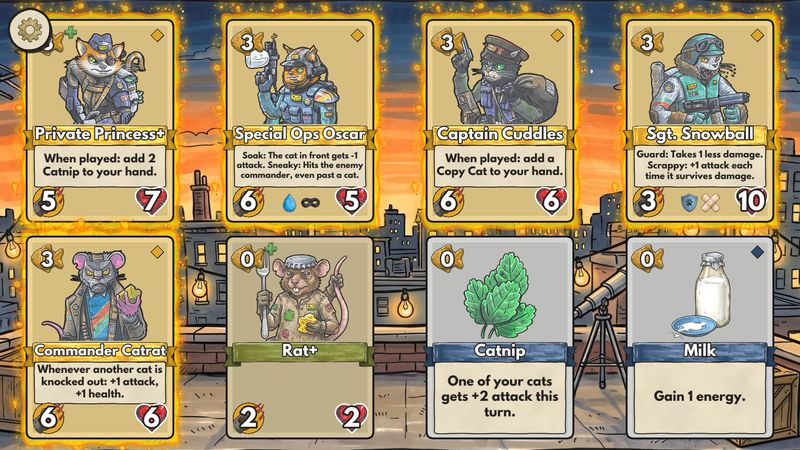 Private Princess+
When played: add 2
Catnip to your hand.
5 7
3
Special Ops Oscar
Soak: The cat in front gets -1
attack. Sneaky: Hits the enemy
commander, even past a cat.
6 5
3
Captain Cuddles
When played: add a
Copy Cat to your hand.
6 6
3
Sgt. Snowball
Guard: Takes 1 less damage.
Scrappy: +1 attack each
time it survives damage.
3 10
3
Commander Catrat
Whenever another cat is
knocked out: +1 attack,
+1 health.
6 6
0
Rat+
2 2
0
Catnip
One of your cats
gets +2 attack this
turn.
0
Milk
Gain 1 energy.